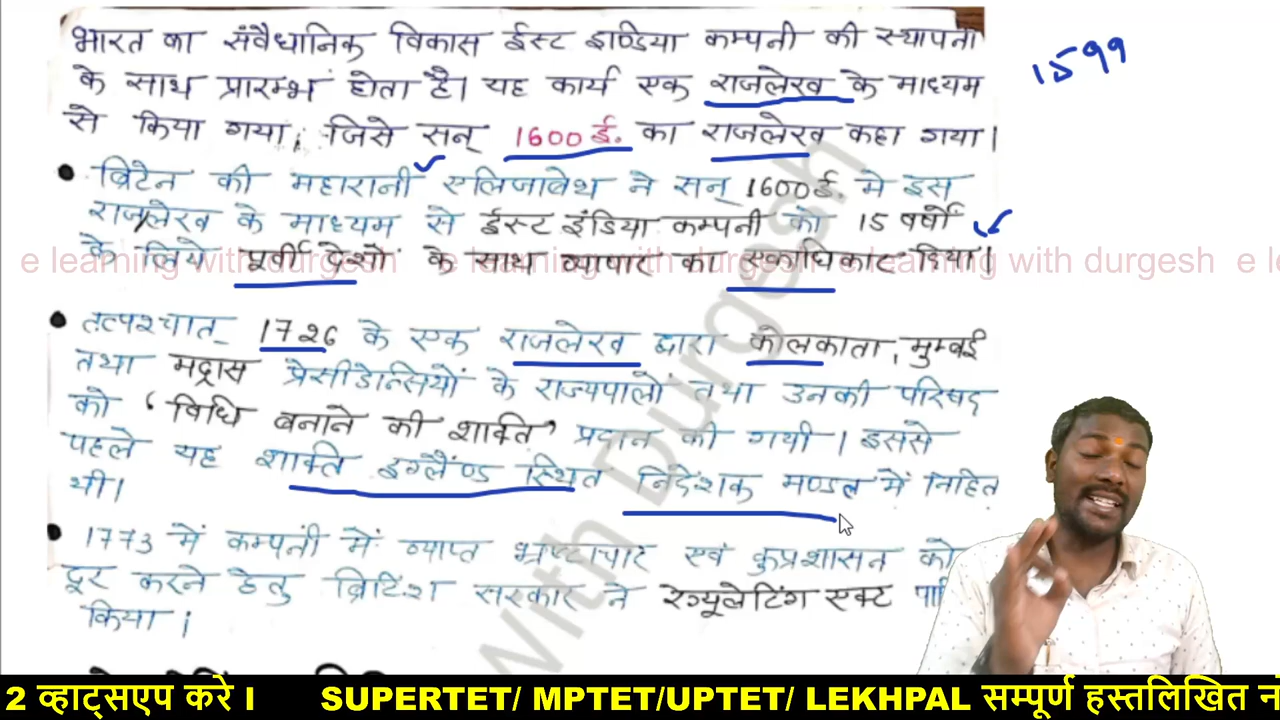 भारत का संवैधानिक विकास ईस्ट इण्डिया कम्पनी की स्थापना
के साथ प्रारम्भ होता है। यह कार्य एक राजलेख के माध्यम
से किया गया, जिसे सन् 1600 ई. का राजलेख कहा गया।
1599
ब्रिटेन की महारानी एलिजाबेथ ने सन् 1600 ई. मे इस
राजलेख के माध्यम से ईस्ट इंडिया कम्पनी को 15 वर्षों
के लिये पूर्वी देशों के साथ व्यापार का एकाधिकार दिया।
e learning with durgesh e learning with durgesh e l
तत्पश्चात् 1726 के एक राजलेख द्वारा कोलकाता, मुम्बई
तथा मद्रास प्रेसीडेन्सियों के राज्यपालों तथा उनकी परिषद
को ‘विधि बनाने की शाक्ति’ प्रदान की गयी। इससे
पहले यह शाक्ति इग्लैण्ड स्थित निदेशक मण्डल में निहित
थी।
1773 में कम्पनी में व्याप्त भ्रष्टाचार एवं कुप्रशासन को
दूर करने हेतु ब्रिटिश सरकार ने रेग्यूलेटिंग एक्ट
किया।
With Durgesh
2 व्हाट्सएप करे I SUPERTET/ MPTET/UPTET/ LEKHPAL सम्पूर्ण हस्तलिखित न